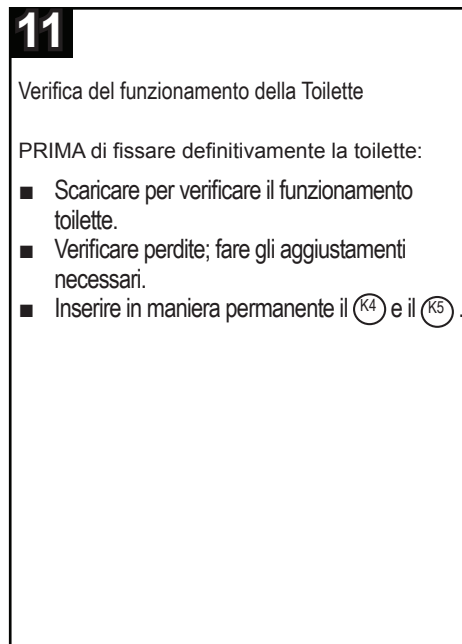 11
Verifica del funzionamento della Toilette
PRIMA di fissare definitivamente la toilette:
■ Scaricare per verificare il funzionamento
toilette.
■ Verificare perdite; fare gli aggiustamenti
necessari.
■ Inserire in maniera permanente il K4 e il K5 .